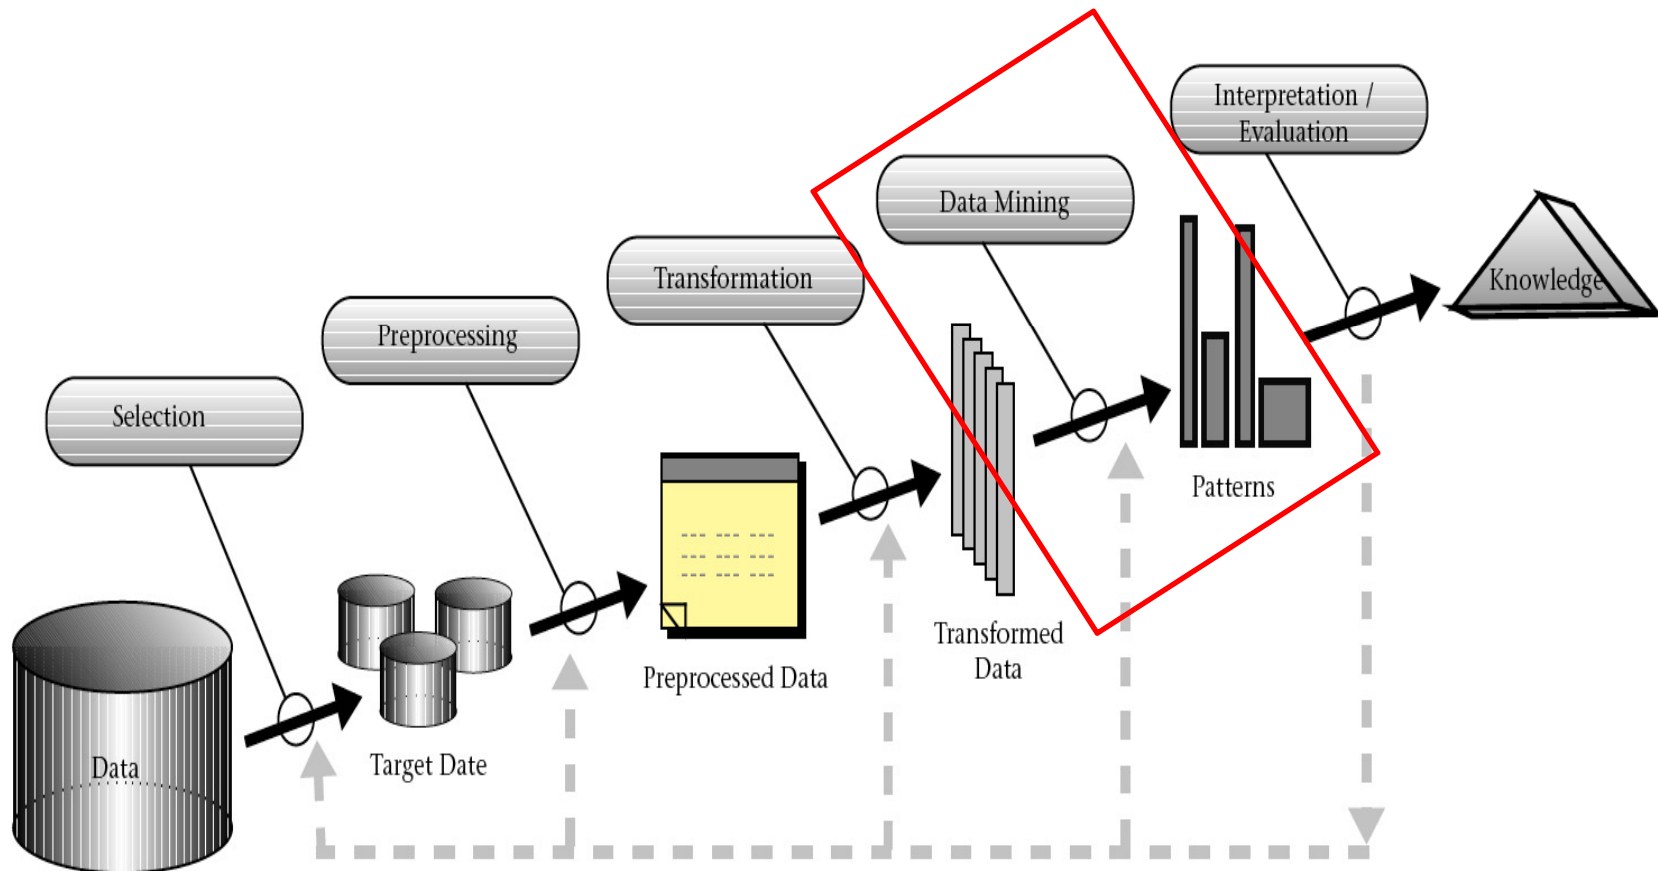 Interpretation /
Evaluation
Data Mining
Transformation
Knowledge
Preprocessing
Selection
Patterns
Transformed
Data
Preprocessed Data
Target Date
Data